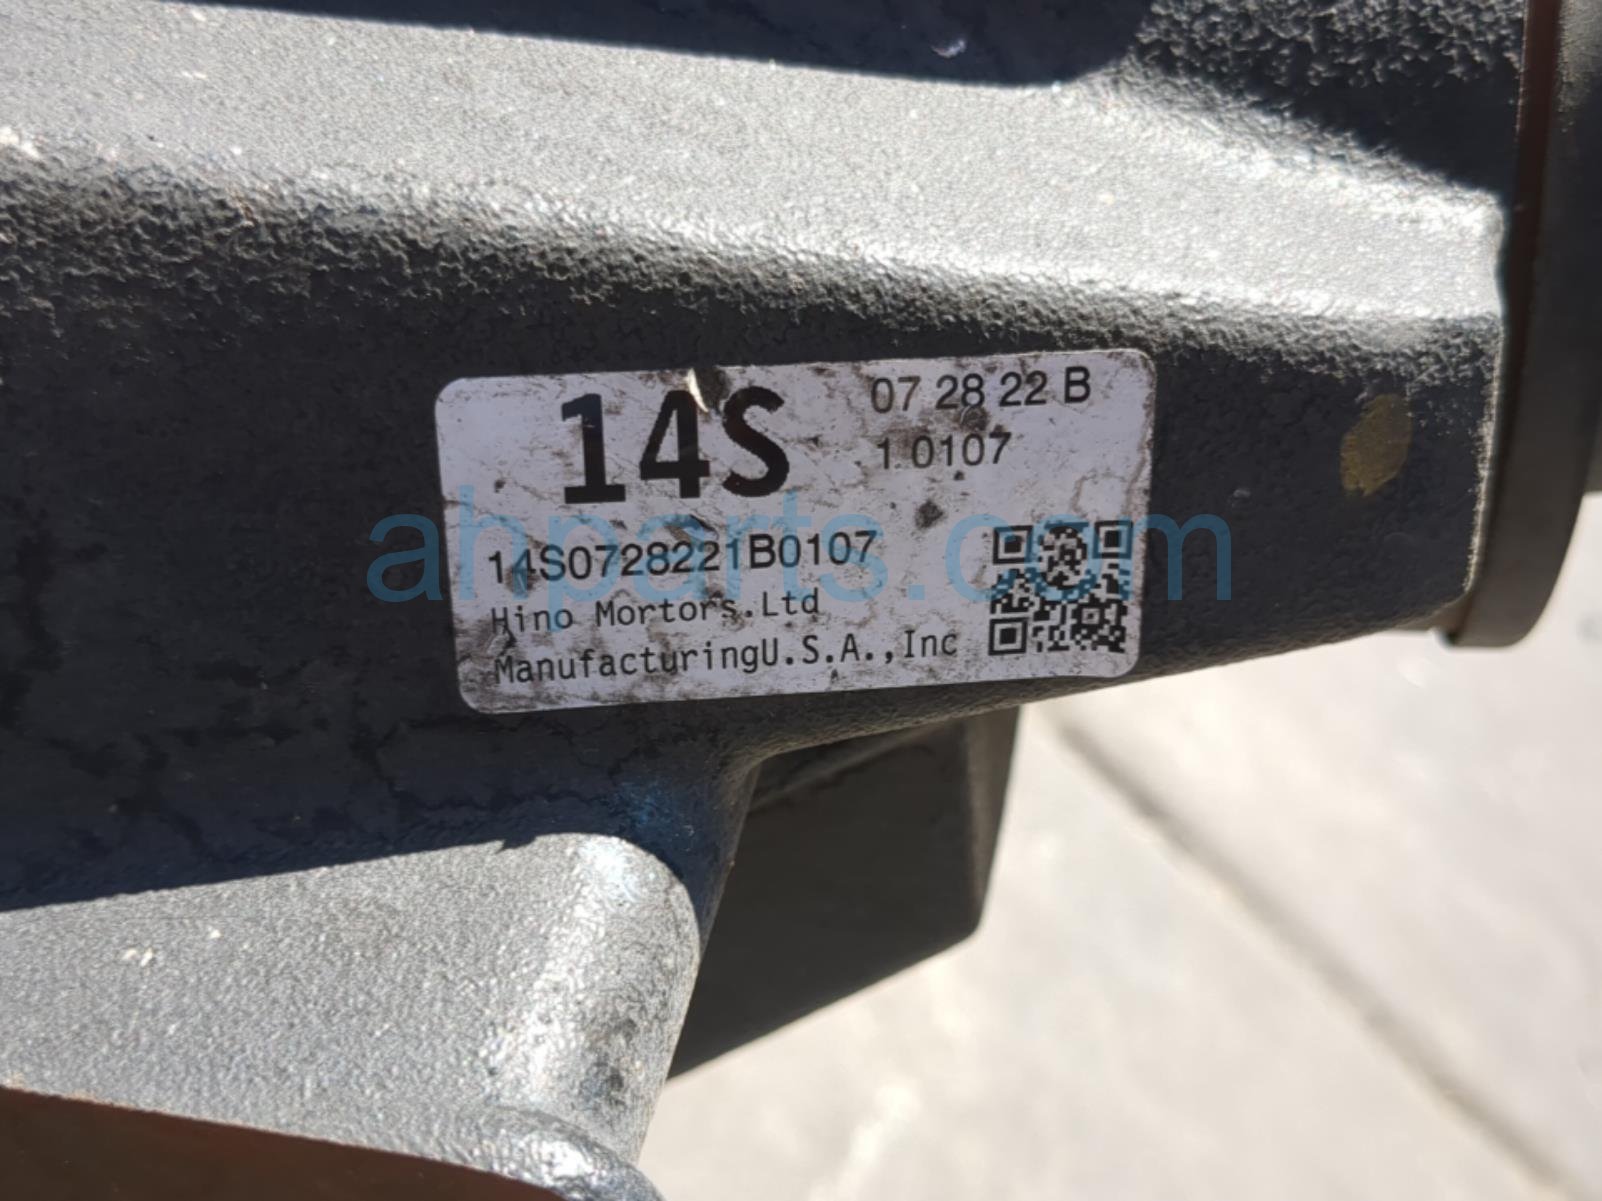 14S
07 28 22 B
1 0107
14S0728221B0107
Hino Mortors.Ltd
ManufacturingU.S.A.,Inc
ahparts.com